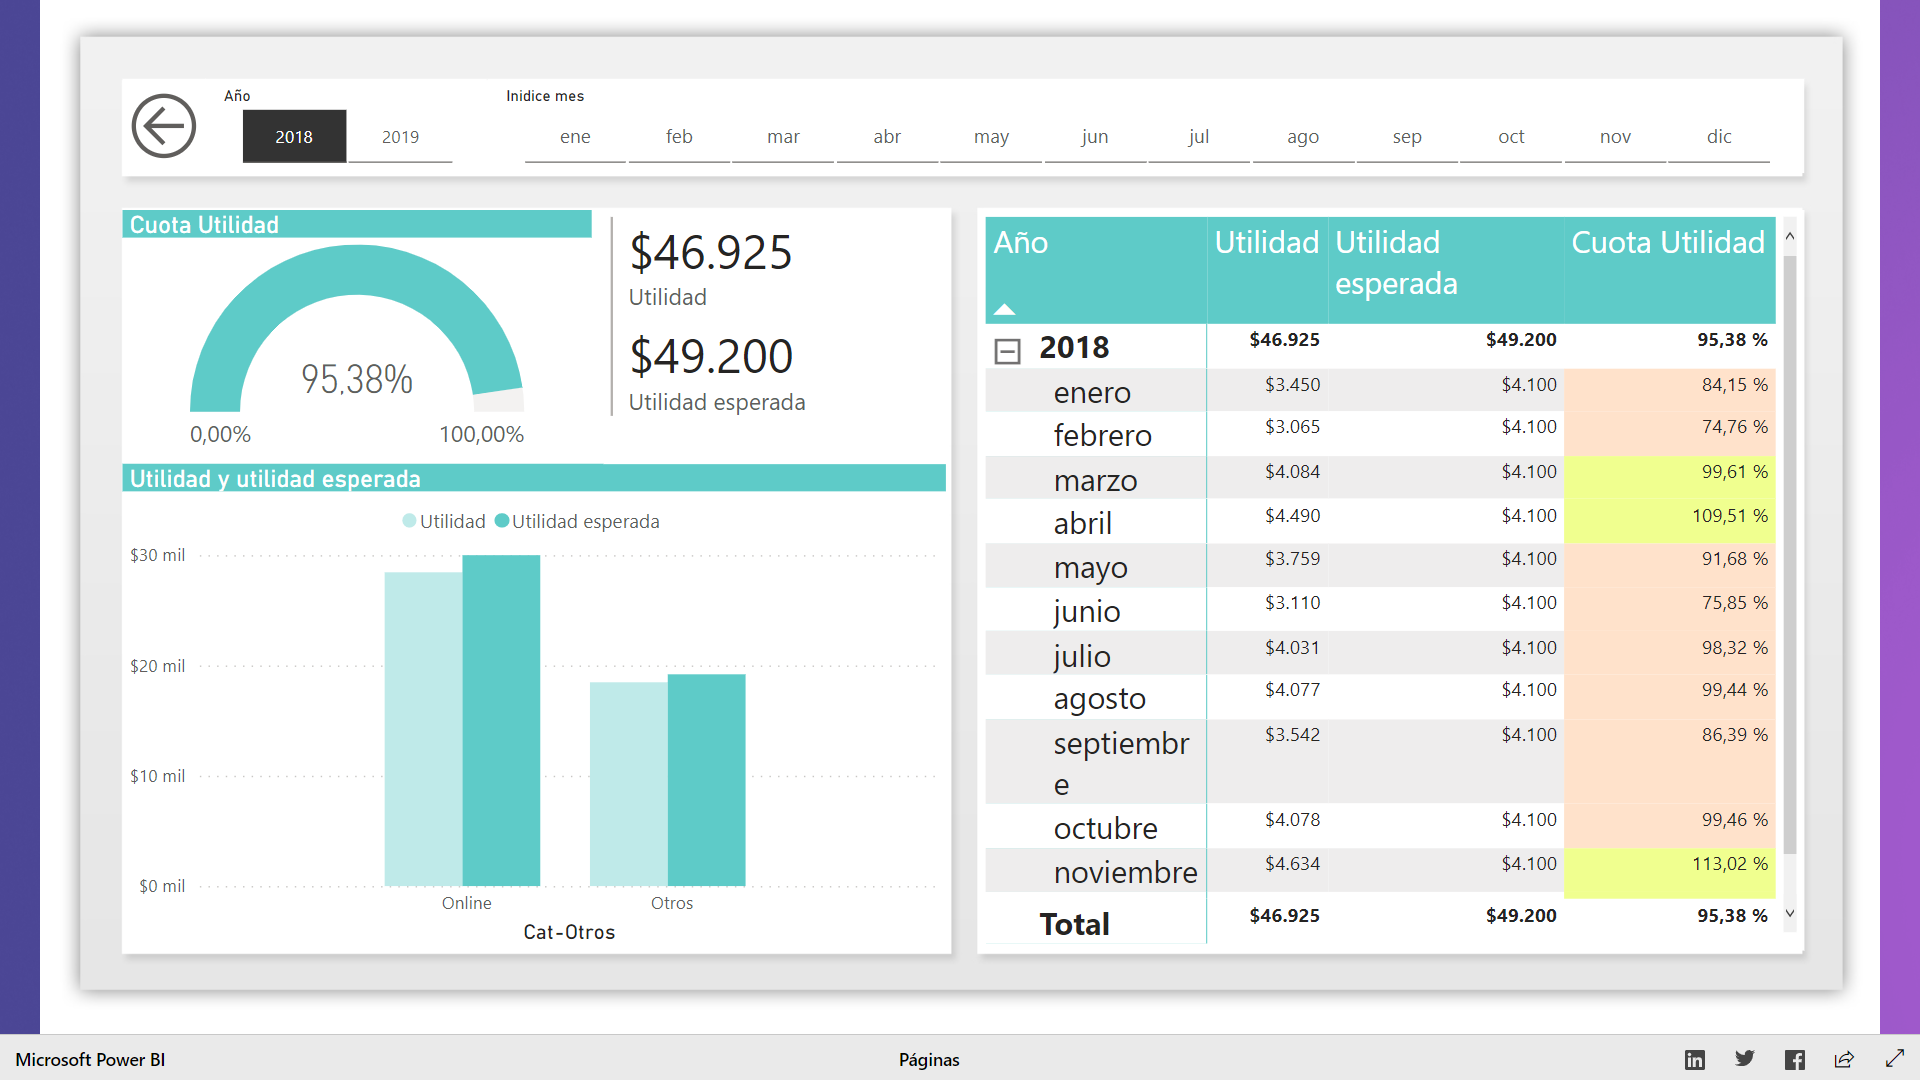 Año
Inidice mes
2018
2019
ene
feb
mar
abr
may
jun
jul
ago
sep
oct
nov
dic
Cuota Utilidad
95,38%
0,00%
100,00%
$46.925
Utilidad
$49.200
Utilidad esperada
Utilidad y utilidad esperada
Utilidad
Utilidad esperada
$30 mil
$20 mil
$10 mil
$0 mil
Online
Otros
Cat-Otros
Año Utilidad Utilidad esperada Cuota Utilidad
2018 $46.925 $49.200 95,38 %
enero $3.450 $4.100 84,15 %
febrero $3.065 $4.100 74,76 %
marzo $4.084 $4.100 99,61 %
abril $4.490 $4.100 109,51 %
mayo $3.759 $4.100 91,68 %
junio $3.110 $4.100 75,85 %
julio $4.031 $4.100 98,32 %
agosto $4.077 $4.100 99,44 %
septiembre $3.542 $4.100 86,39 %
octubre $4.078 $4.100 99,46 %
noviembre $4.634 $4.100 113,02 %
Total $46.925 $49.200 95,38 %
Microsoft Power BI
Páginas